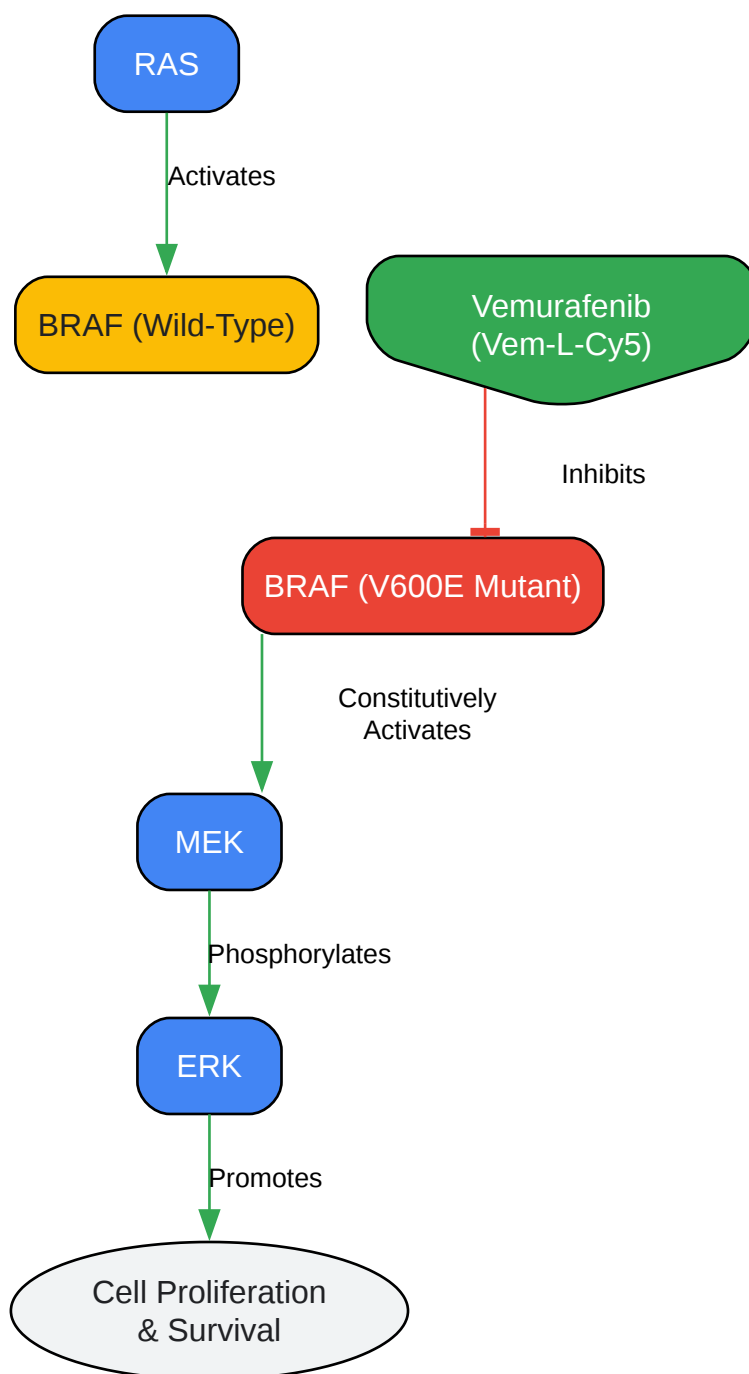 RAS
Activates
BRAF (Wild-Type)
Vemurafenib
(Vem-L-Cy5)
Inhibits
BRAF (V600E Mutant)
Constitutively
Activates
MEK
Phosphorylates
ERK
Promotes
Cell Proliferation
& Survival